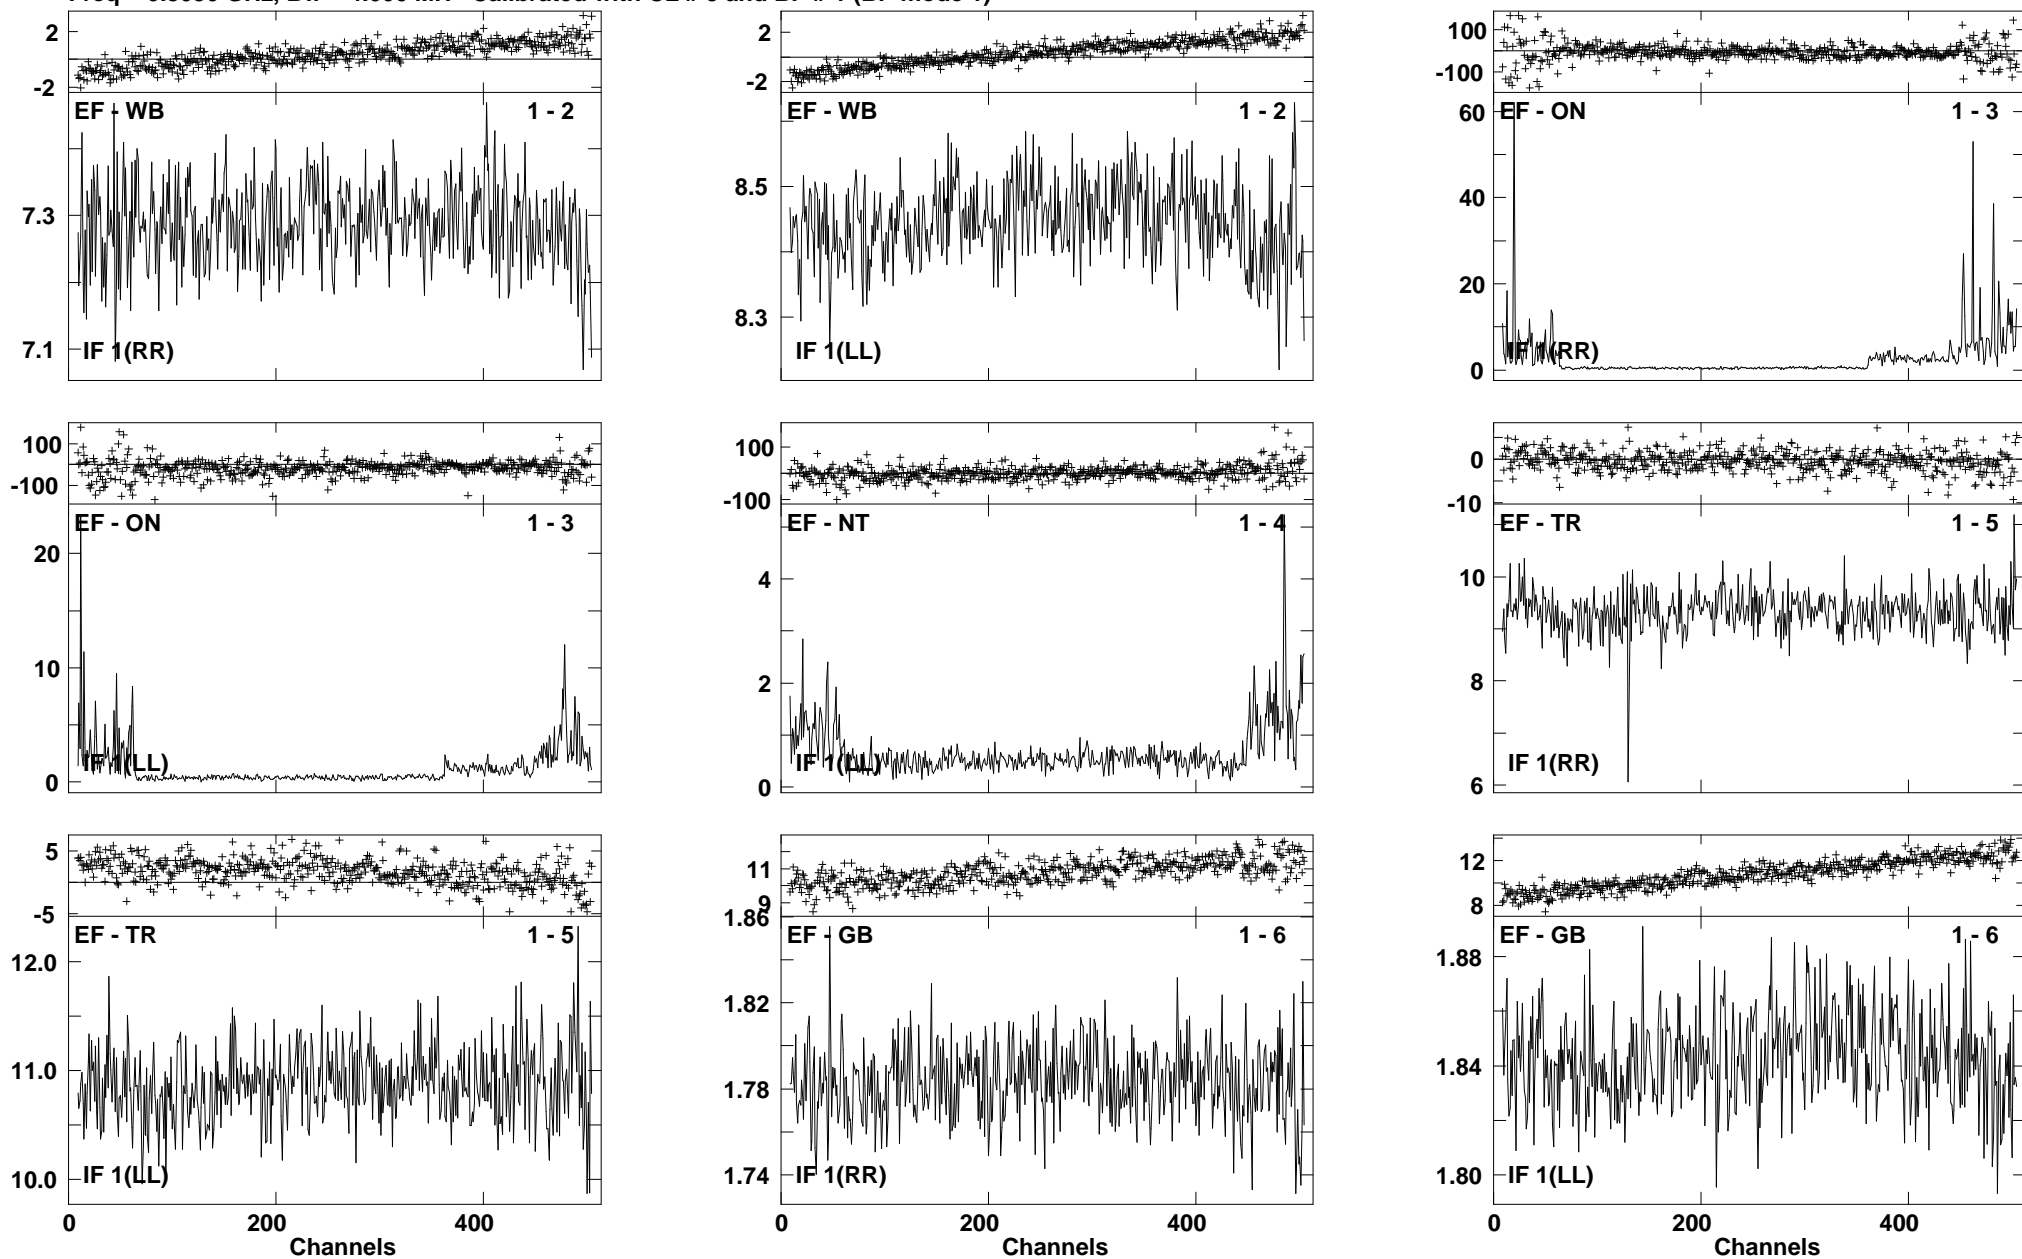 2
-2
EF - WB
1 - 2
7.3
7.1
IF 1(RR)
2
-2
EF - WB
1 - 2
8.5
8.3
IF 1(LL)
100
-100
EF - ON
1 - 3
60
40
20
0
IF 1(RR)
100
-100
EF - ON
1 - 3
20
10
0
IF 1(LL)
100
-100
EF - NT
1 - 4
4
2
0
IF 1(LL)
0
-10
EF - TR
1 - 5
10
8
6
IF 1(RR)
5
-5
EF - TR
1 - 5
12.0
11.0
10.0
IF 1(LL)
0 200 400
Channels
11
9
1.86
EF - GB
1 - 6
1.82
1.78
1.74
IF 1(RR)
0 200 400
Channels
12
8
EF - GB
1 - 6
1.88
1.84
1.80
IF 1(LL)
0 200 400
Channels